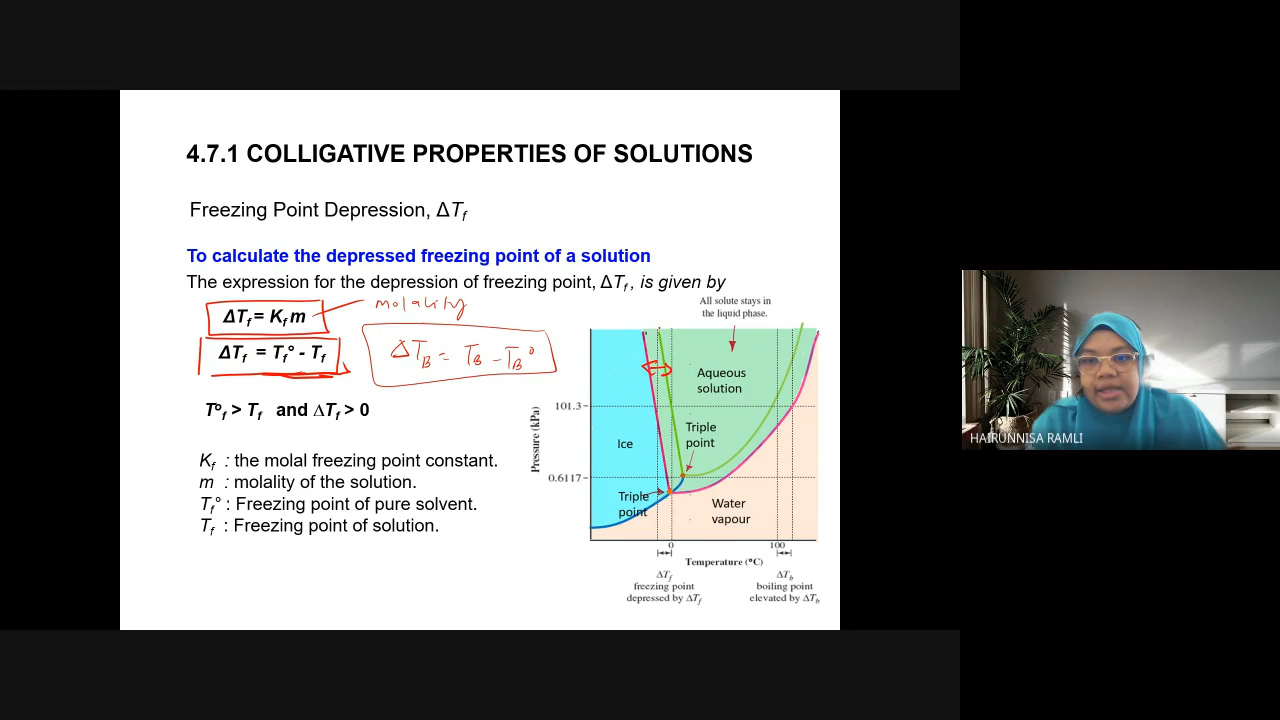 4.7.1 COLLIGATIVE PROPERTIES OF SOLUTIONS
Freezing Point Depression, ΔTf
To calculate the depressed freezing point of a solution
The expression for the depression of freezing point, ΔTf , is given by
ΔTf = Kf m
molality
ΔTf = Tf° - Tf
ΔTB = TB - TB°
T°f > Tf and ΔTf > 0
Kf : the molal freezing point constant.
m : molality of the solution.
Tf° : Freezing point of pure solvent.
Tf : Freezing point of solution.
All solute stays in
the liquid phase.
Aqueous
solution
101.3
Pressure (kPa)
Ice
Triple
point
0.6117
Triple
point
Water
vapour
0
100
Temperature (°C)
ΔTf
freezing point
depressed by ΔTf
ΔTb
boiling point
elevated by ΔTb
HAIRUNNISA RAMLI